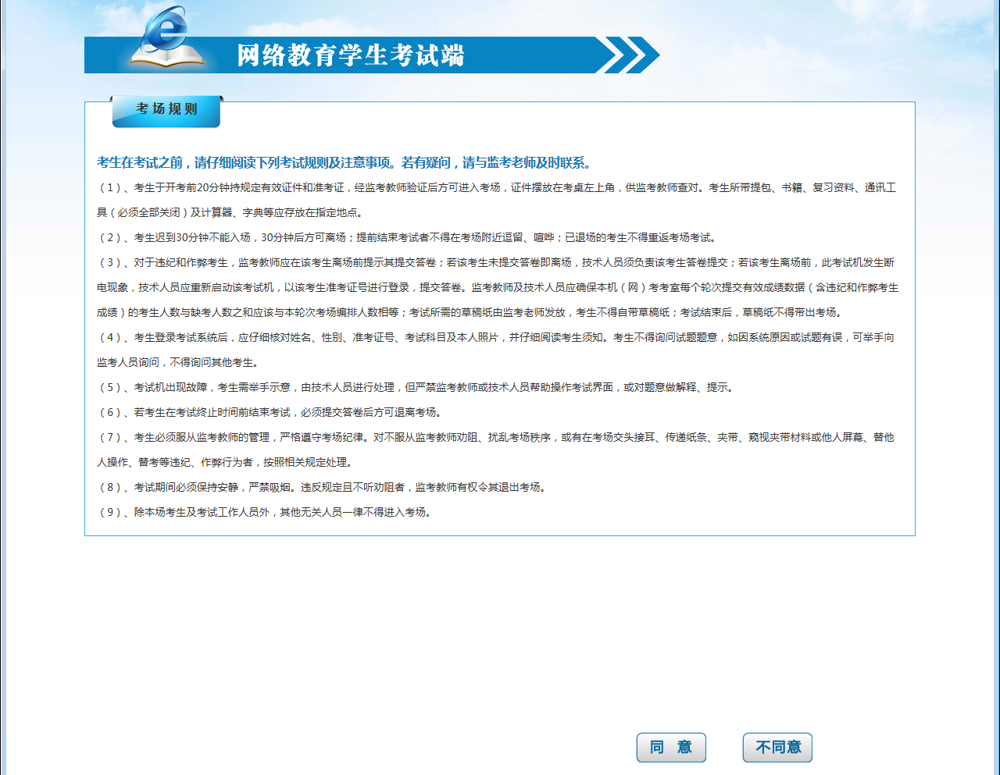 网络教育学生考试端
考场规则
考生在考试之前，请仔细阅读下列考试规则及注意事项。若有疑问，请与监考老师及时联系。
（1）、考生于开考前20分钟持规定有效证件和准考证，经监考教师验证后方可进入考场，证件摆放在考桌左上角，供监考教师查对。考生所带提包、书籍、复习资料、通讯工
具（必须全部关闭）及计算器、字典等应存放在指定地点。
（2）、考生迟到30分钟不能入场，30分钟后方可离场；提前结束考试者不得在考场附近逗留、喧哗；已退场的考生不得重返考场考试。
（3）、对于违纪和作弊考生，监考教师应在该考生离场前提示其提交答卷；若该考生未提交答卷即离场，技术人员须负责该考生答卷提交；若该考生离场前，此考试机发生断
电现象，技术人员应重新启动该考试机，以该考生准考证号进行登录，提交答卷。监考教师及技术人员应确保本机（网）考考室每个轮次提交有效成绩数据（含违纪和作弊考生
成绩）的考生人数与缺考人数之和应该与本轮次考场编排人数相等；考试所需的草稿纸由监考老师发放，考生不得自带草稿纸；考试结束后，草稿纸不得带出考场。
（4）、考生登录考试系统后，应仔细核对姓名、性别、准考证号、考试科目及本人照片，并仔细阅读考生须知。考生不得询问试题题意，如因系统原因或试题有误，可举手向
监考人员询问，不得询问其他考生。
（5）、考试机出现故障，考生需举手示意，由技术人员进行处理，但严禁监考教师或技术人员帮助操作考试界面，或对题意做解释、提示。
（6）、若考生在考试终止时间前结束考试，必须提交答卷后方可退离考场。
（7）、考生必须服从监考教师的管理，严格遵守考场纪律。对不服从监考教师劝阻、扰乱考场秩序，或有在考场交头接耳、传递纸条、夹带、窥视夹带材料或他人屏幕、替他
人操作、替考等违纪、作弊行为者，按照相关规定处理。
（8）、考试期间必须保持安静，严禁吸烟。违反规定且不听劝阻者，监考教师有权令其退出考场。
（9）、除本场考生及考试工作人员外，其他无关人员一律不得进入考场。
同 意
不同意